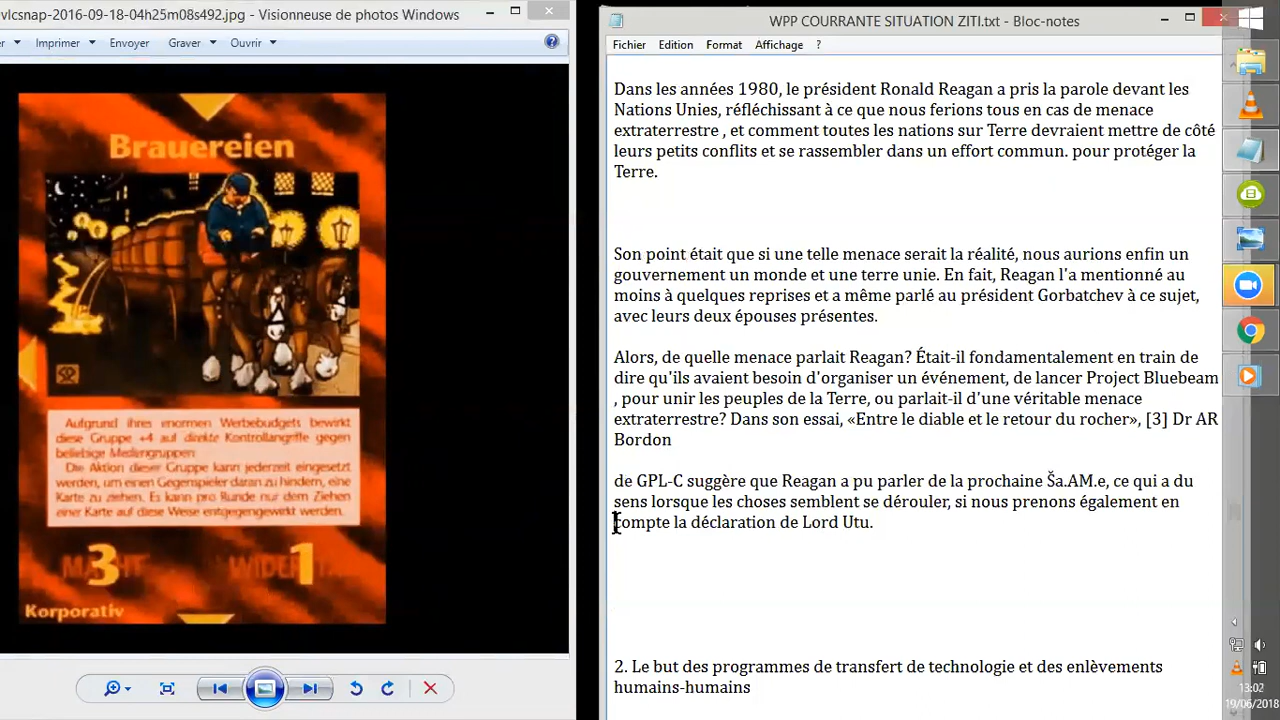 vlcsnap-2016-09-18-04h25m08s492.jpg - Visionneuse de photos Windows
Imprimer Envoyer Graver Ouvrir
Brauereien
Aufgrund ihres enormen Werbebudgets bewirkt
diese Gruppe +4 auf direkte Kontrollangriffe gegen
beliebige Mediengruppen
Die Aktion dieser Gruppe kann jederzeit eingesetzt
werden, um einen Gegenspieler daran zu hindern, eine
Karte zu ziehen. Es kann pro Runde nur dem Ziehen
einer Karte auf diese Weise entgegengewirkt werden.
3 1
Korporativ
WPP COURRANTE SITUATION ZITI.txt - Bloc-notes
Fichier Edition Format Affichage ?
Dans les années 1980, le président Ronald Reagan a pris la parole devant les
Nations Unies, réfléchissant à ce que nous ferions tous en cas de menace
extraterrestre , et comment toutes les nations sur Terre devraient mettre de côté
leurs petits conflits et se rassembler dans un effort commun. pour protéger la
Terre.
Son point était que si une telle menace serait la réalité, nous aurions enfin un
gouvernement un monde et une terre unie. En fait, Reagan l'a mentionné au
moins à quelques reprises et a même parlé au président Gorbatchev à ce sujet,
avec leurs deux épouses présentes.
Alors, de quelle menace parlait Reagan? Était-il fondamentalement en train de
dire qu'ils avaient besoin d'organiser un événement, de lancer Project Bluebeam
, pour unir les peuples de la Terre, ou parlait-il d'une véritable menace
extraterrestre? Dans son essai, «Entre le diable et le retour du rocher», [3] Dr AR
Bordon
de GPL-C suggère que Reagan a pu parler de la prochaine Ša.AM.e, ce qui a du
sens lorsque les choses semblent se dérouler, si nous prenons également en
compte la déclaration de Lord Utu.
2. Le but des programmes de transfert de technologie et des enlèvements
humains-humains
13:02
19/06/2018